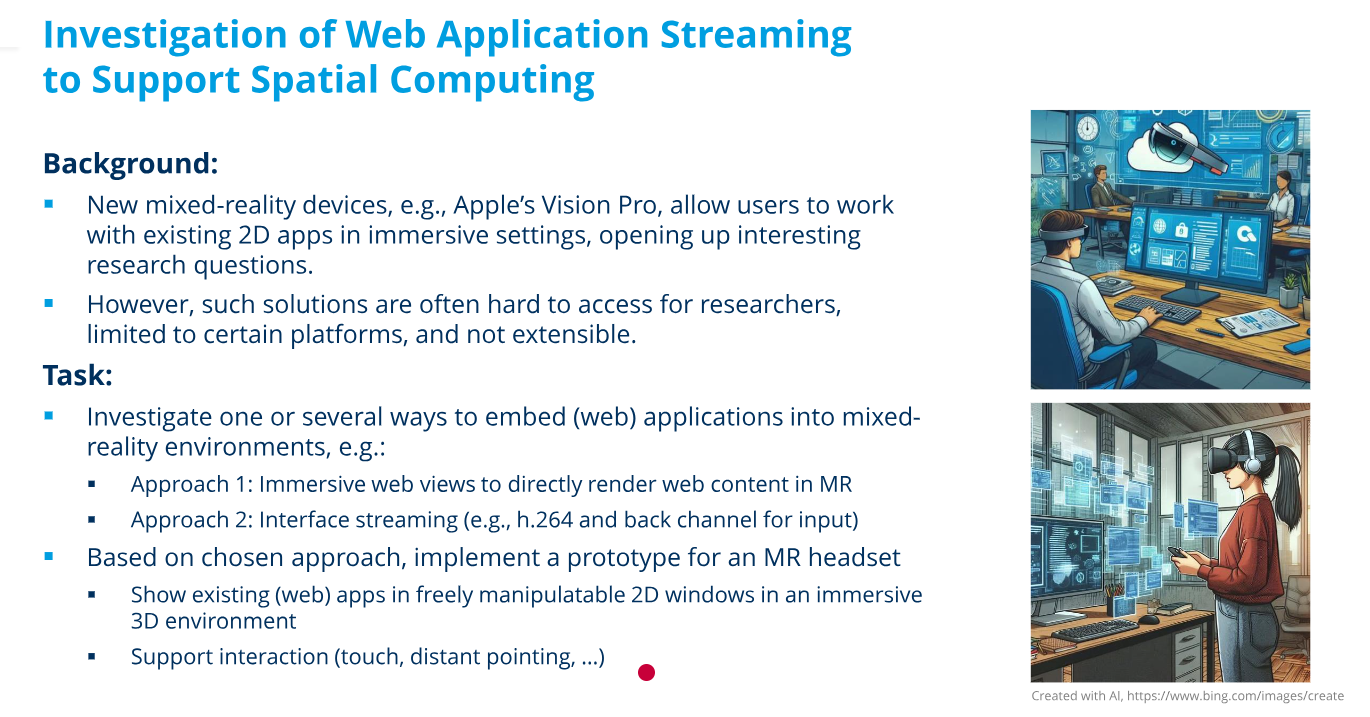 Investigation of Web Application Streaming
to Support Spatial Computing
Background:
▪ New mixed-reality devices, e.g., Apple’s Vision Pro, allow users to work
with existing 2D apps in immersive settings, opening up interesting
research questions.
▪ However, such solutions are often hard to access for researchers,
limited to certain platforms, and not extensible.
Task:
▪ Investigate one or several ways to embed (web) applications into mixed-
reality environments, e.g.:
▪ Approach 1: Immersive web views to directly render web content in MR
▪ Approach 2: Interface streaming (e.g., h.264 and back channel for input)
▪ Based on chosen approach, implement a prototype for an MR headset
▪ Show existing (web) apps in freely manipulatable 2D windows in an immersive
3D environment
▪ Support interaction (touch, distant pointing, …)
Created with AI, https://www.bing.com/images/create